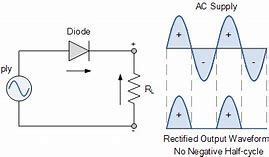 Diode
AC Supply
+
+
+
-
-
ply
RL
-
+
+
Rectified Output Waveform
No Negative Half-cycle